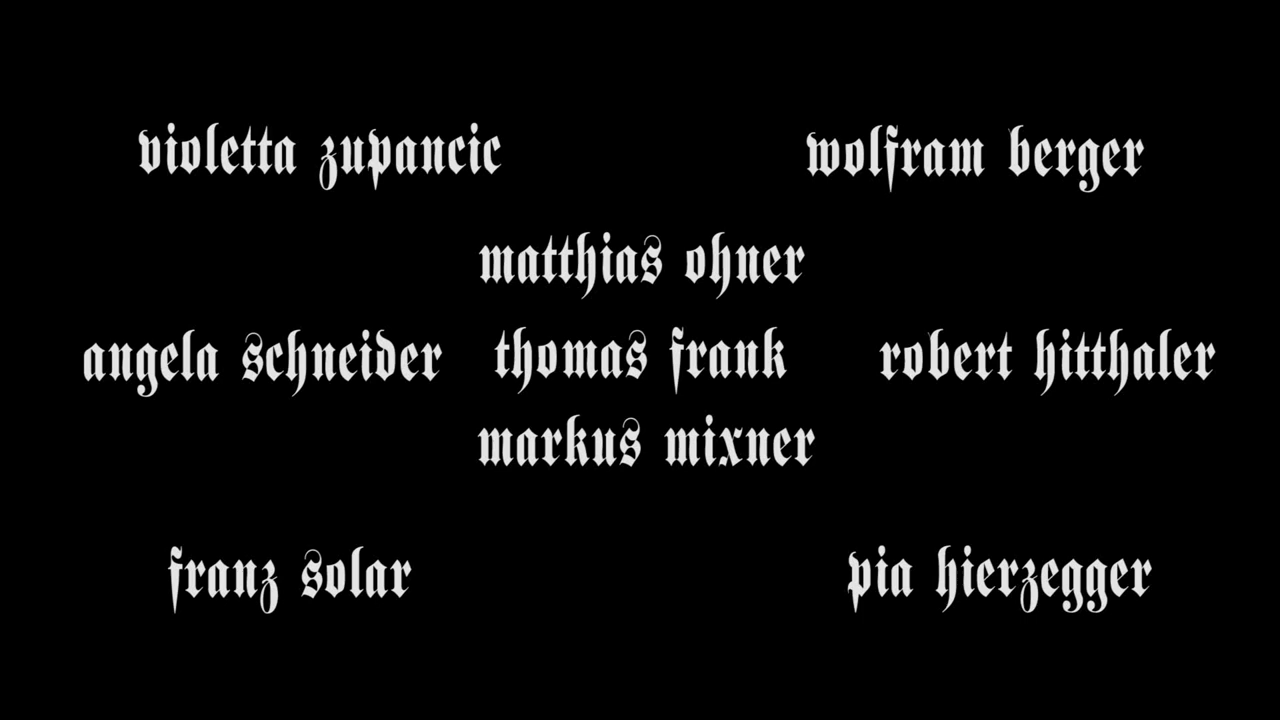 violetta zupancic
wolfram berger
matthias ohner
angela schneider
thomas frank
robert hitthaler
markus mixner
franz solar
pia hierzegger